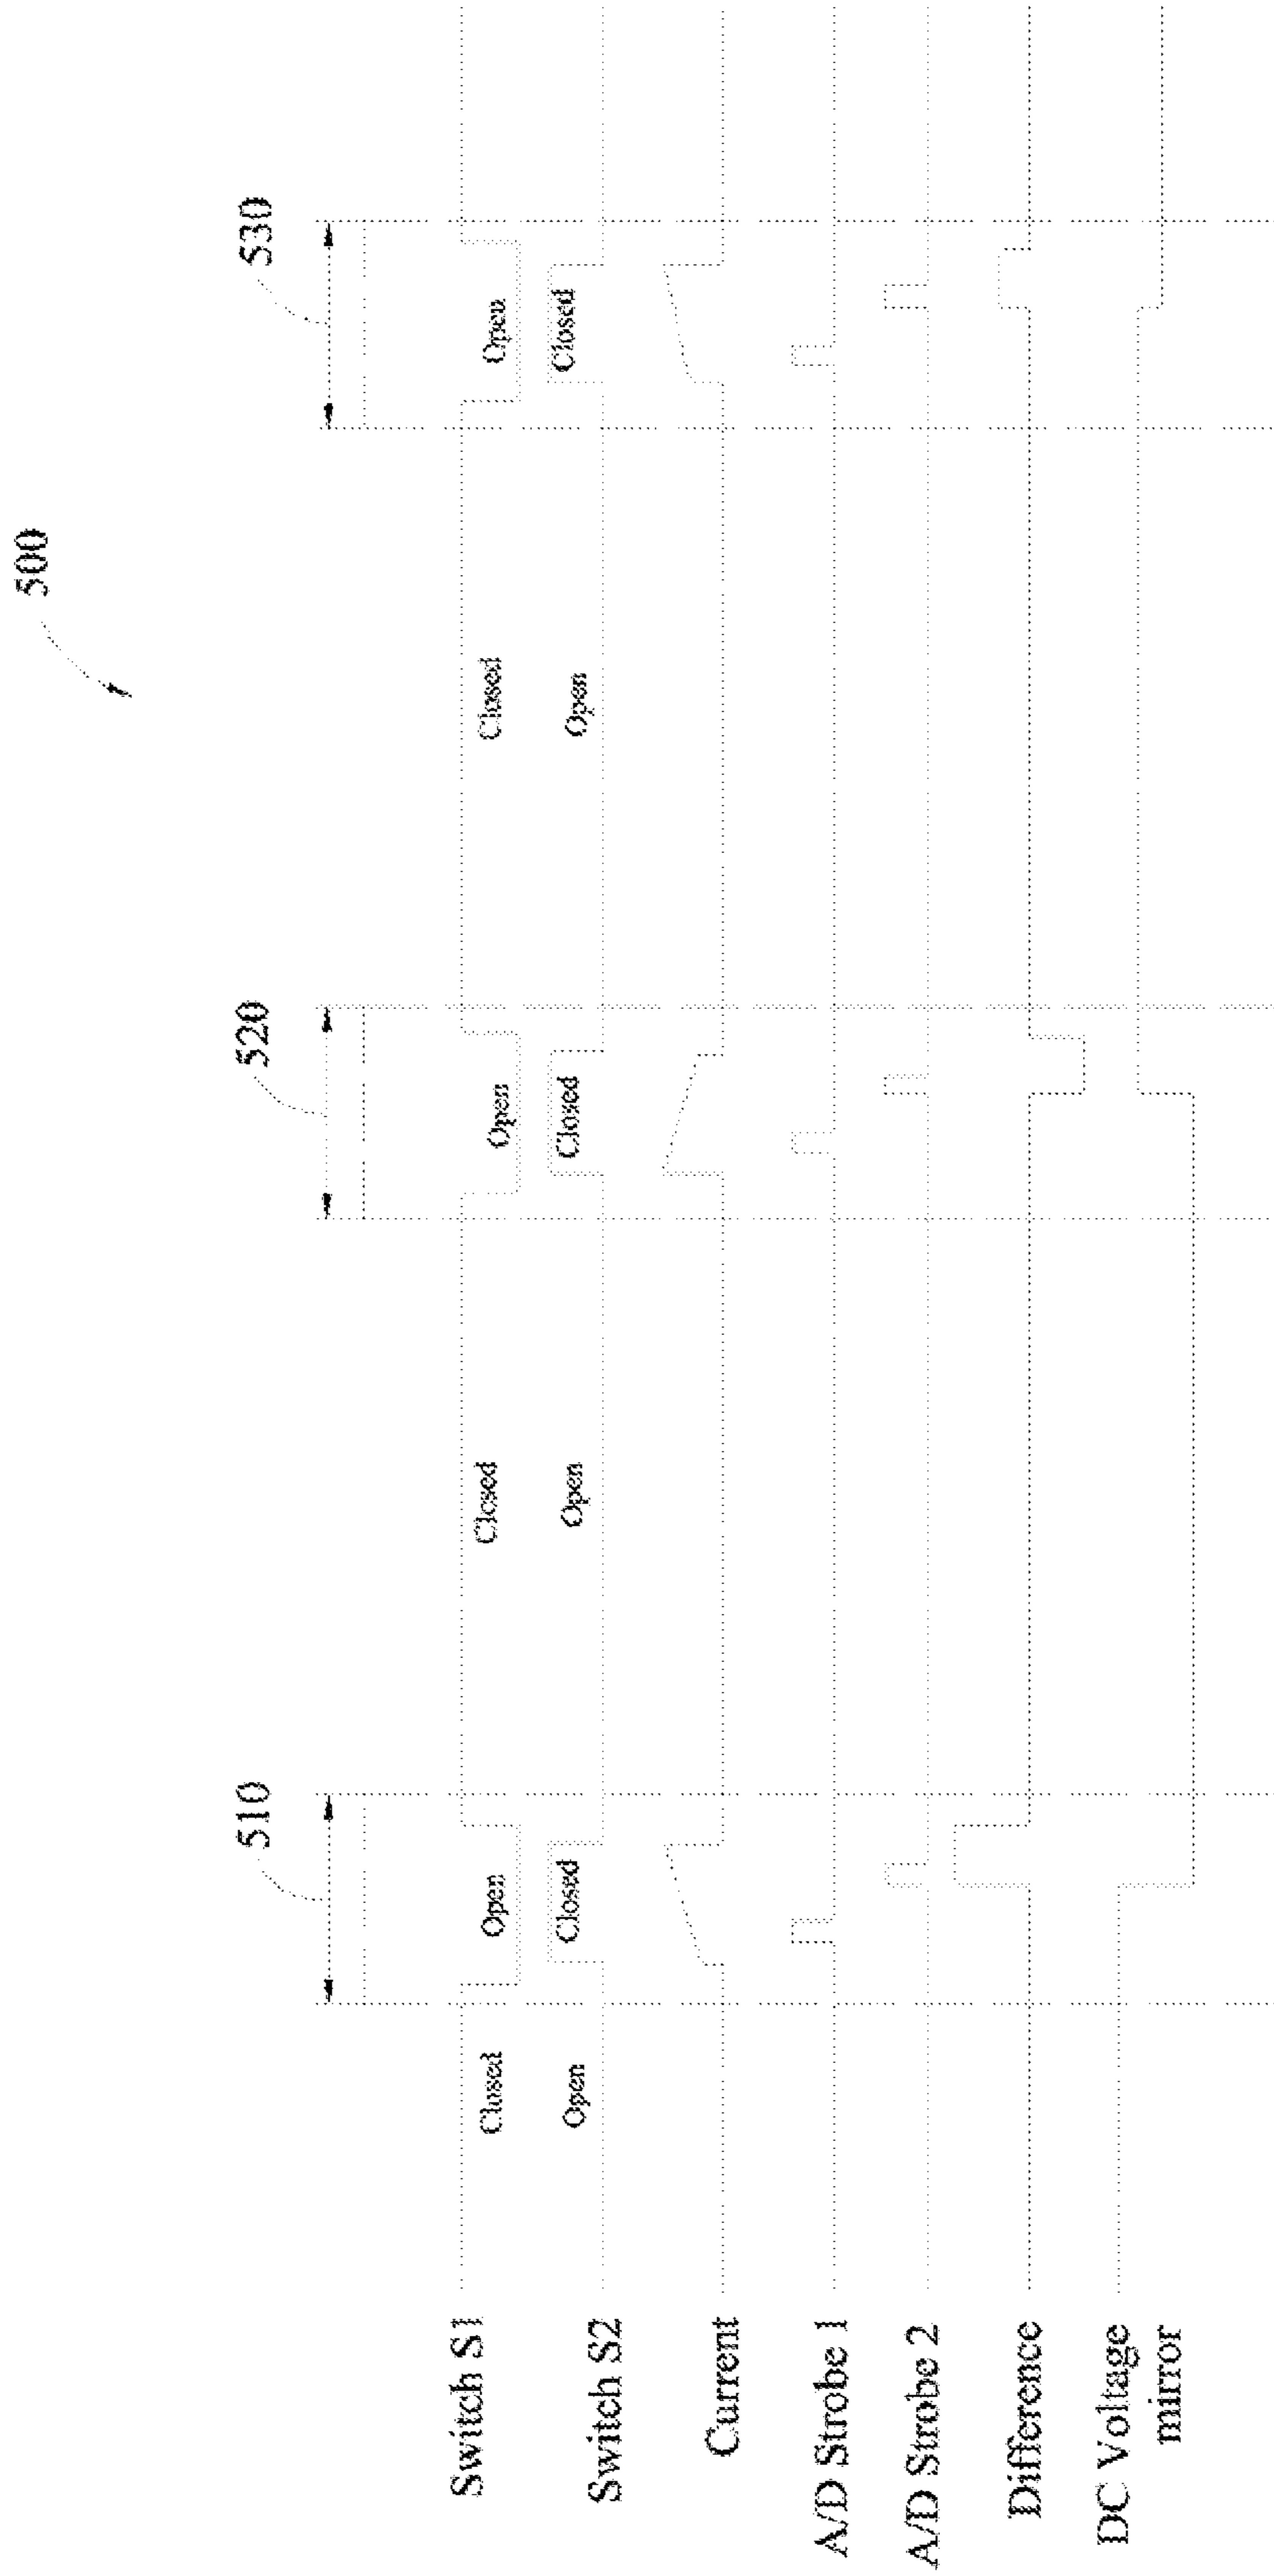 500
510
520
530
Switch S1
Closed
Open
Closed
Open
Closed
Open
Switch S2
Open
Closed
Open
Closed
Open
Closed
Current
A/D Strobe 1
A/D Strobe 2
Difference
DC Voltage
mirror